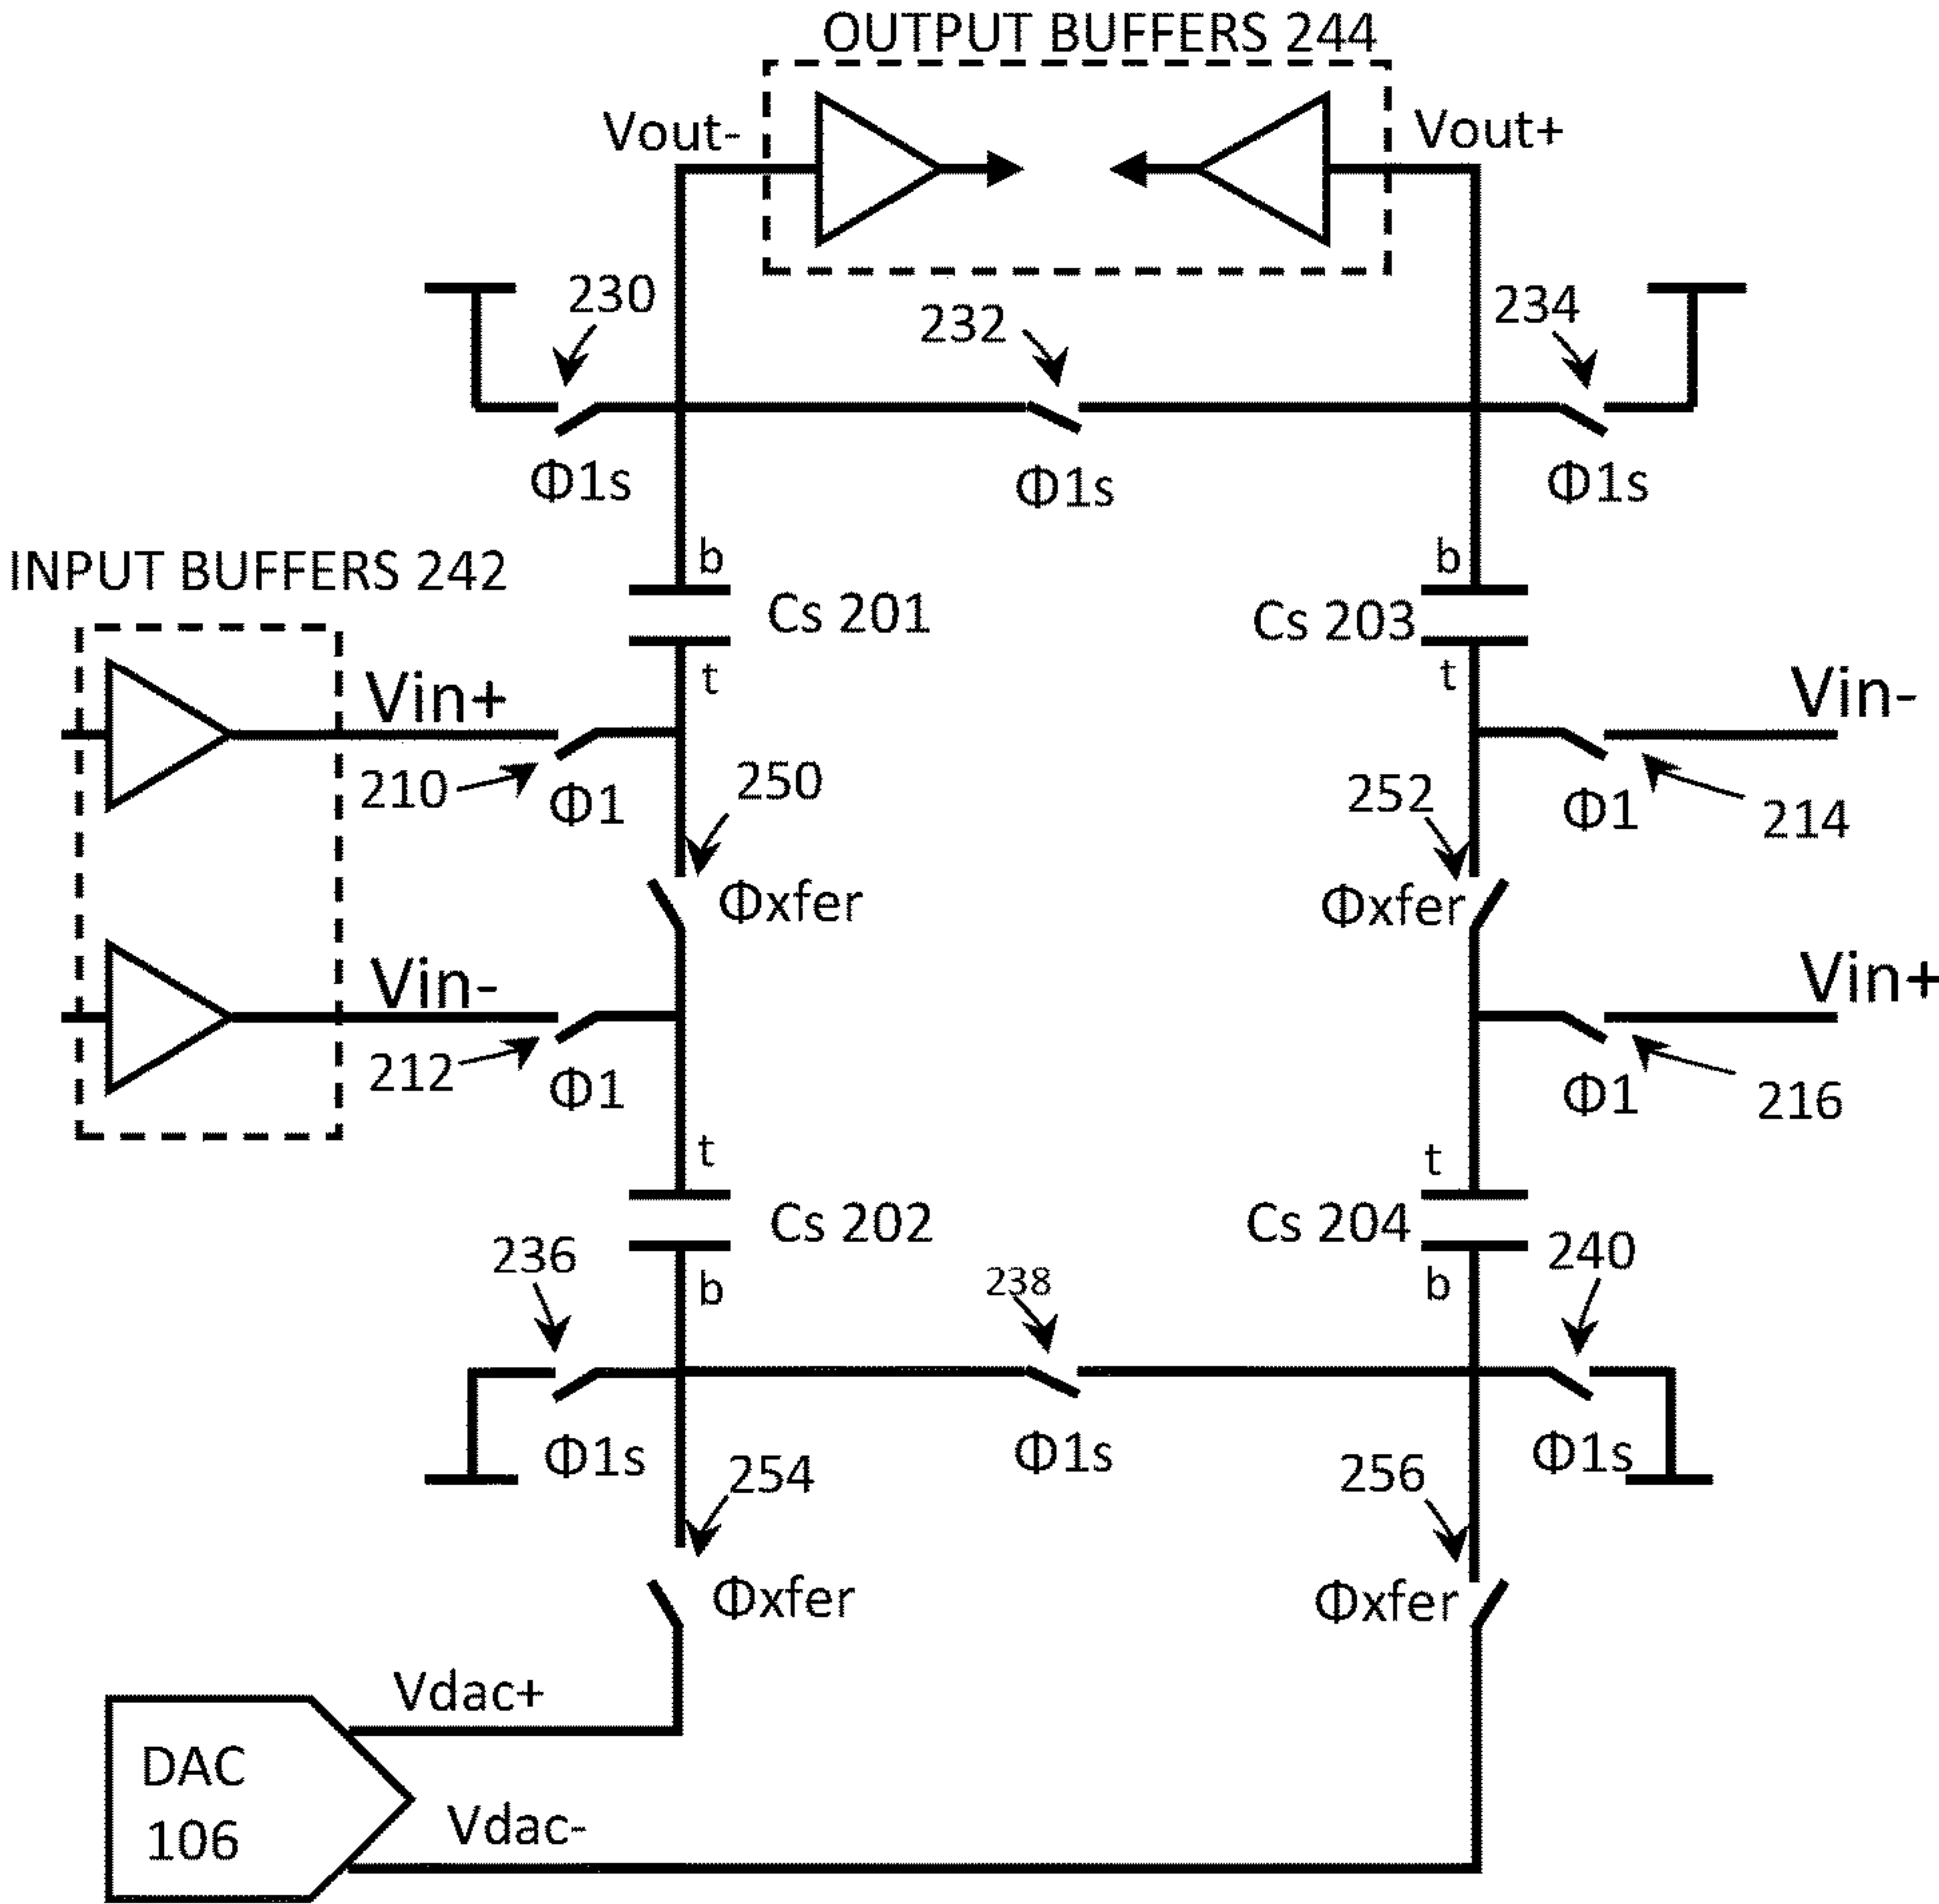 OUTPUT BUFFERS 244
Vout-
Vout+
230
232
234
Φ1s
Φ1s
Φ1s
INPUT BUFFERS 242
b
b
Cs 201
Cs 203
t
t
Vin+
Vin-
210
Φ1
250
252
Φ1
214
Φxfer
Φxfer
Vin-
Vin+
212
Φ1
Φ1
216
t
t
Cs 202
Cs 204
236
238
240
b
b
Φ1s
Φ1s
Φ1s
254
256
Φxfer
Φxfer
Vdac+
DAC
106
Vdac-